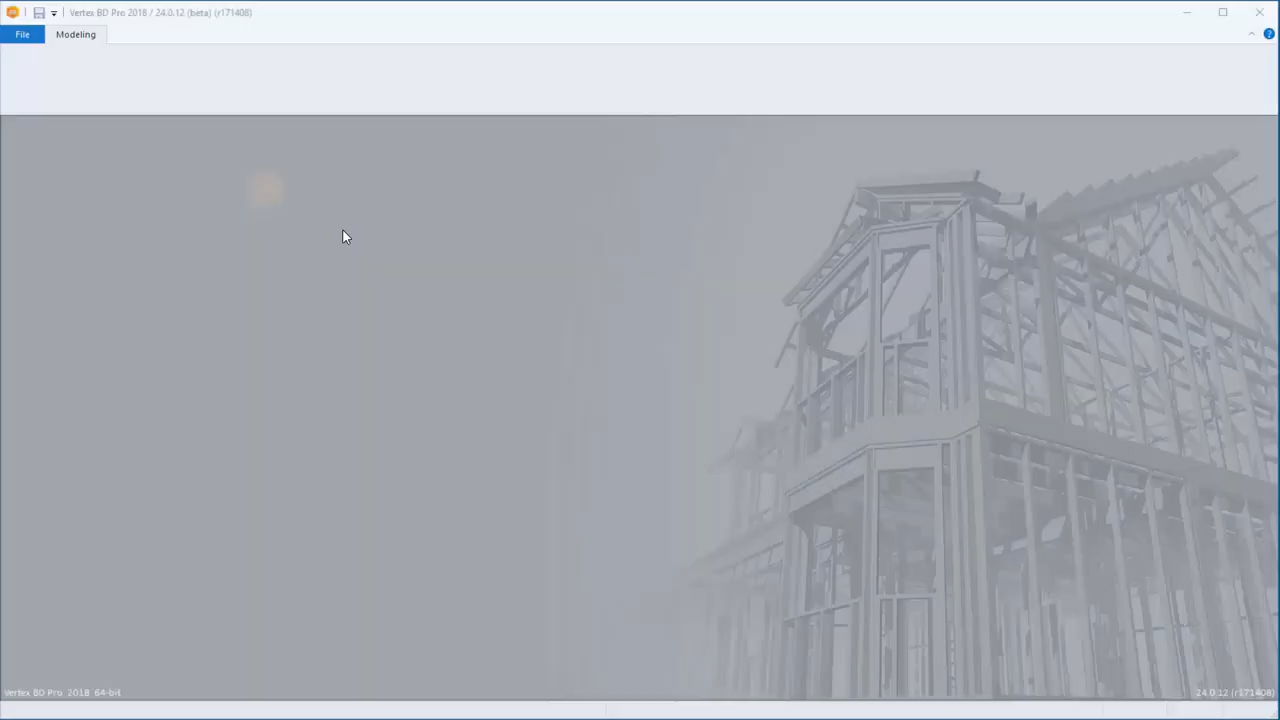 Vertex BD Pro 2018 / 24.0.12 (beta) (r171408)
File Modeling
Vertex BD Pro 2018 64-bit
24.0.12 (r171408)